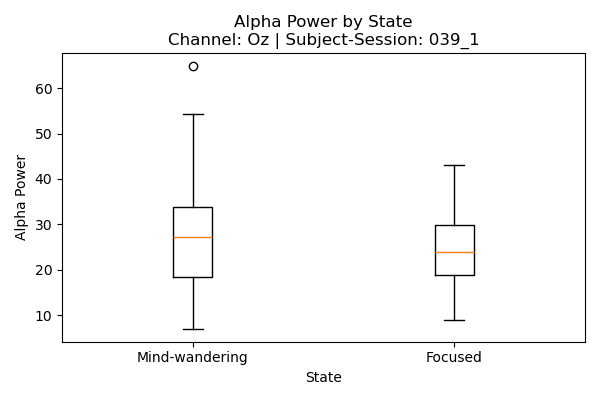 Alpha Power by State
Channel: Oz | Subject-Session: 039_1
Alpha Power
60
50
40
30
20
10
Mind-wandering
Focused
State